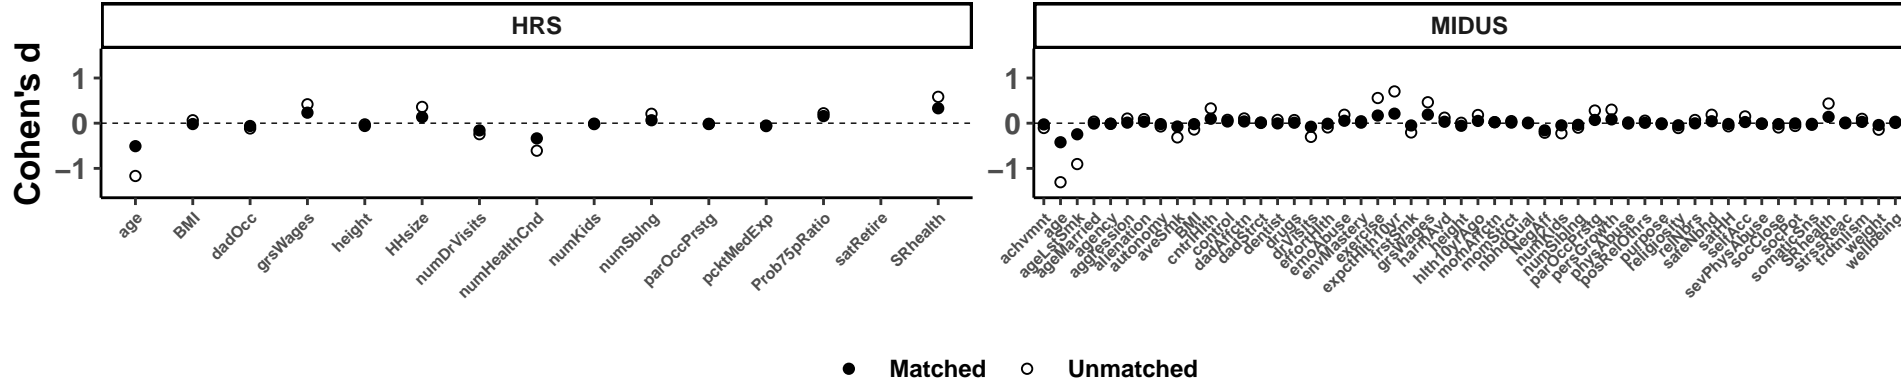 HRS
MIDUS
Cohen's d
1
0
−1
1
0
−1
age
BMI
dadOcc
grsWages
height
HHsize
numDrVisits
numHealthCnd
numKids
numSblng
parOccPrstg
pcktMedExp
Prob75pRatio
satRetire
SRhealth
achvmnt
age
ageLstSmk
ageMarried
agency
aggression
alienation
autonomy
aveSmk
BMI
cntrlHlth
control
dadAffctn
dadStrct
dentist
drugs
drVisits
effortHlth
emoAbuse
envMastery
exercise
expctHlth10yr
frstSmk
grsWages
harmAvd
height
hlth10yrAgo
momAffctn
momStrct
nbhdQual
NegAff
numKids
numSblng
parOccPrstg
persGrowth
physAbuse
posRelOthrs
purpose
religiosity
relNbrs
safeNbhd
satH
selfAcc
sevPhysAbuse
socClose
socPot
somaticSns
SRhealth
strssReac
trdtnlism
weight
wellbeing
Matched
Unmatched